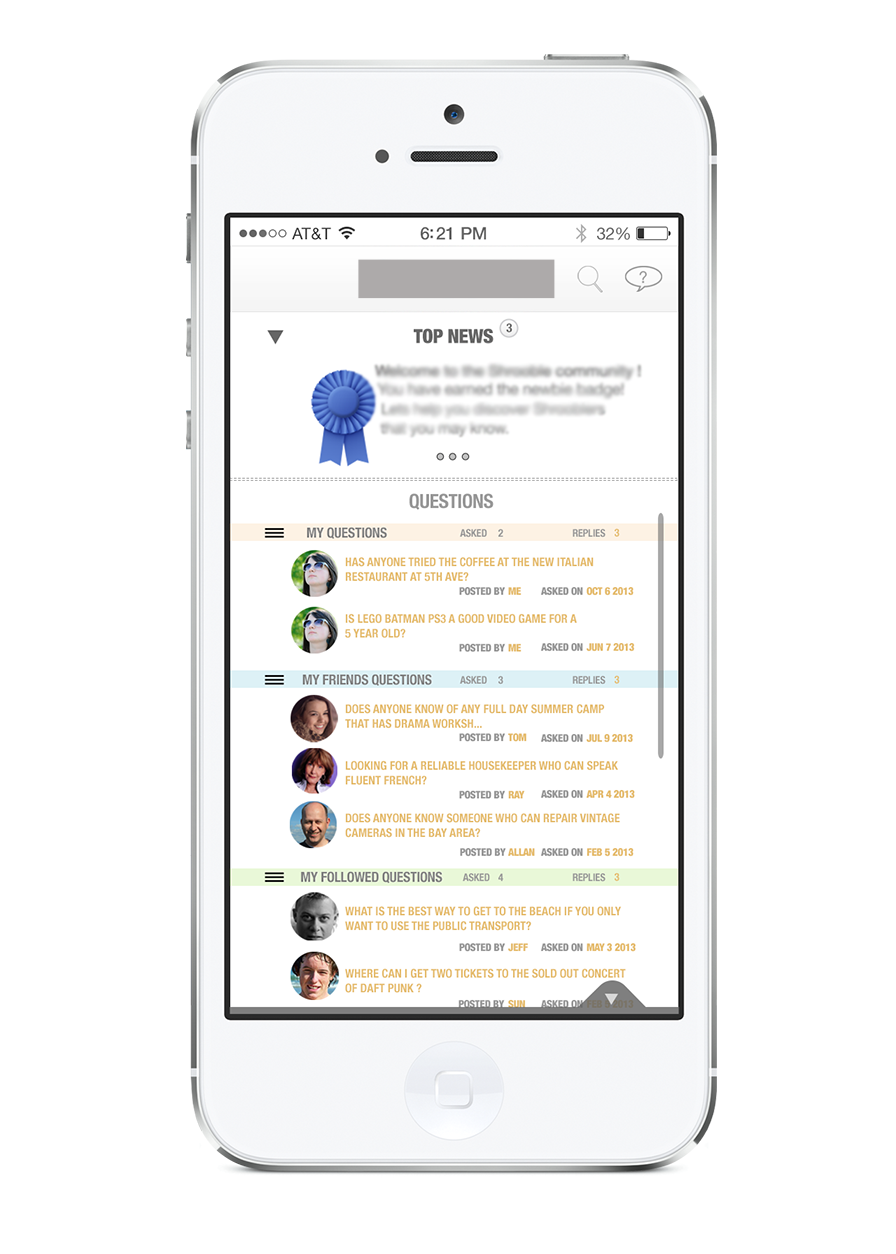 AT&T 6:21 PM 32%
?
TOP NEWS 3
Welcome to the Shrooble community !
You have earned the newbie badge!
Lets help you discover Shrooblers
that you may know.
QUESTIONS
MY QUESTIONS ASKED 2 REPLIES 3
HAS ANYONE TRIED THE COFFEE AT THE NEW ITALIAN
RESTAURANT AT 5TH AVE?
POSTED BY ME ASKED ON OCT 6 2013
IS LEGO BATMAN PS3 A GOOD VIDEO GAME FOR A
5 YEAR OLD?
POSTED BY ME ASKED ON JUN 7 2013
MY FRIENDS QUESTIONS ASKED 3 REPLIES 3
DOES ANYONE KNOW OF ANY FULL DAY SUMMER CAMP
THAT HAS DRAMA WORKSH...
POSTED BY TOM ASKED ON JUL 9 2013
LOOKING FOR A RELIABLE HOUSEKEEPER WHO CAN SPEAK
FLUENT FRENCH?
POSTED BY RAY ASKED ON APR 4 2013
DOES ANYONE KNOW SOMEONE WHO CAN REPAIR VINTAGE
CAMERAS IN THE BAY AREA?
POSTED BY ALLAN ASKED ON FEB 5 2013
MY FOLLOWED QUESTIONS ASKED 4 REPLIES 3
WHAT IS THE BEST WAY TO GET TO THE BEACH IF YOU ONLY
WANT TO USE THE PUBLIC TRANSPORT?
POSTED BY JEFF ASKED ON MAY 3 2013
WHERE CAN I GET TWO TICKETS TO THE SOLD OUT CONCERT
OF DAFT PUNK ?
POSTED BY SUN ASKED ON